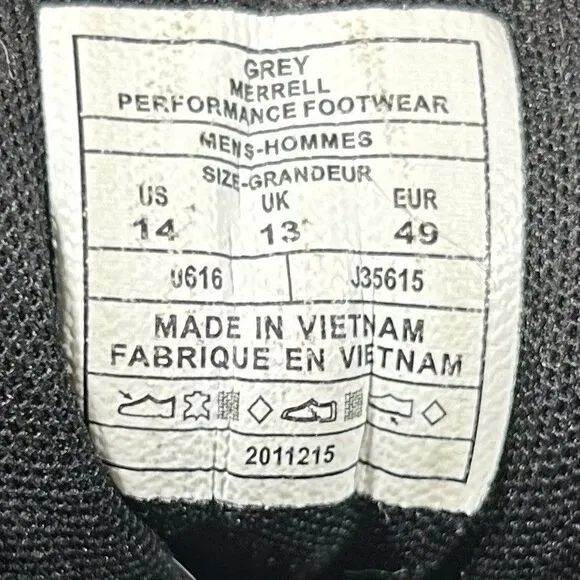 GREY
MERRELL
PERFORMANCE FOOTWEAR
MENS-HOMMES
SIZE-GRANDEUR
US UK EUR
14 13 49
0616 J35615
MADE IN VIETNAM
FABRIQUE EN VIETNAM
2011215